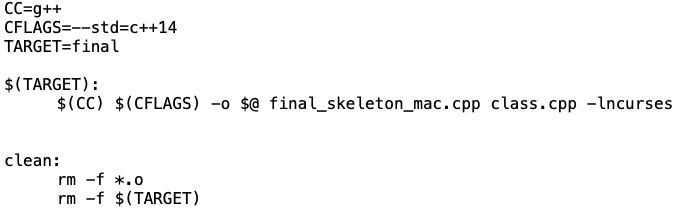 CC=g++
CFLAGS=--std=c++14
TARGET=final
$(TARGET):
$(CC) $(CFLAGS) -o $@ final_skeleton_mac.cpp class.cpp -lncurses
clean:
rm -f *.o
rm -f $(TARGET)